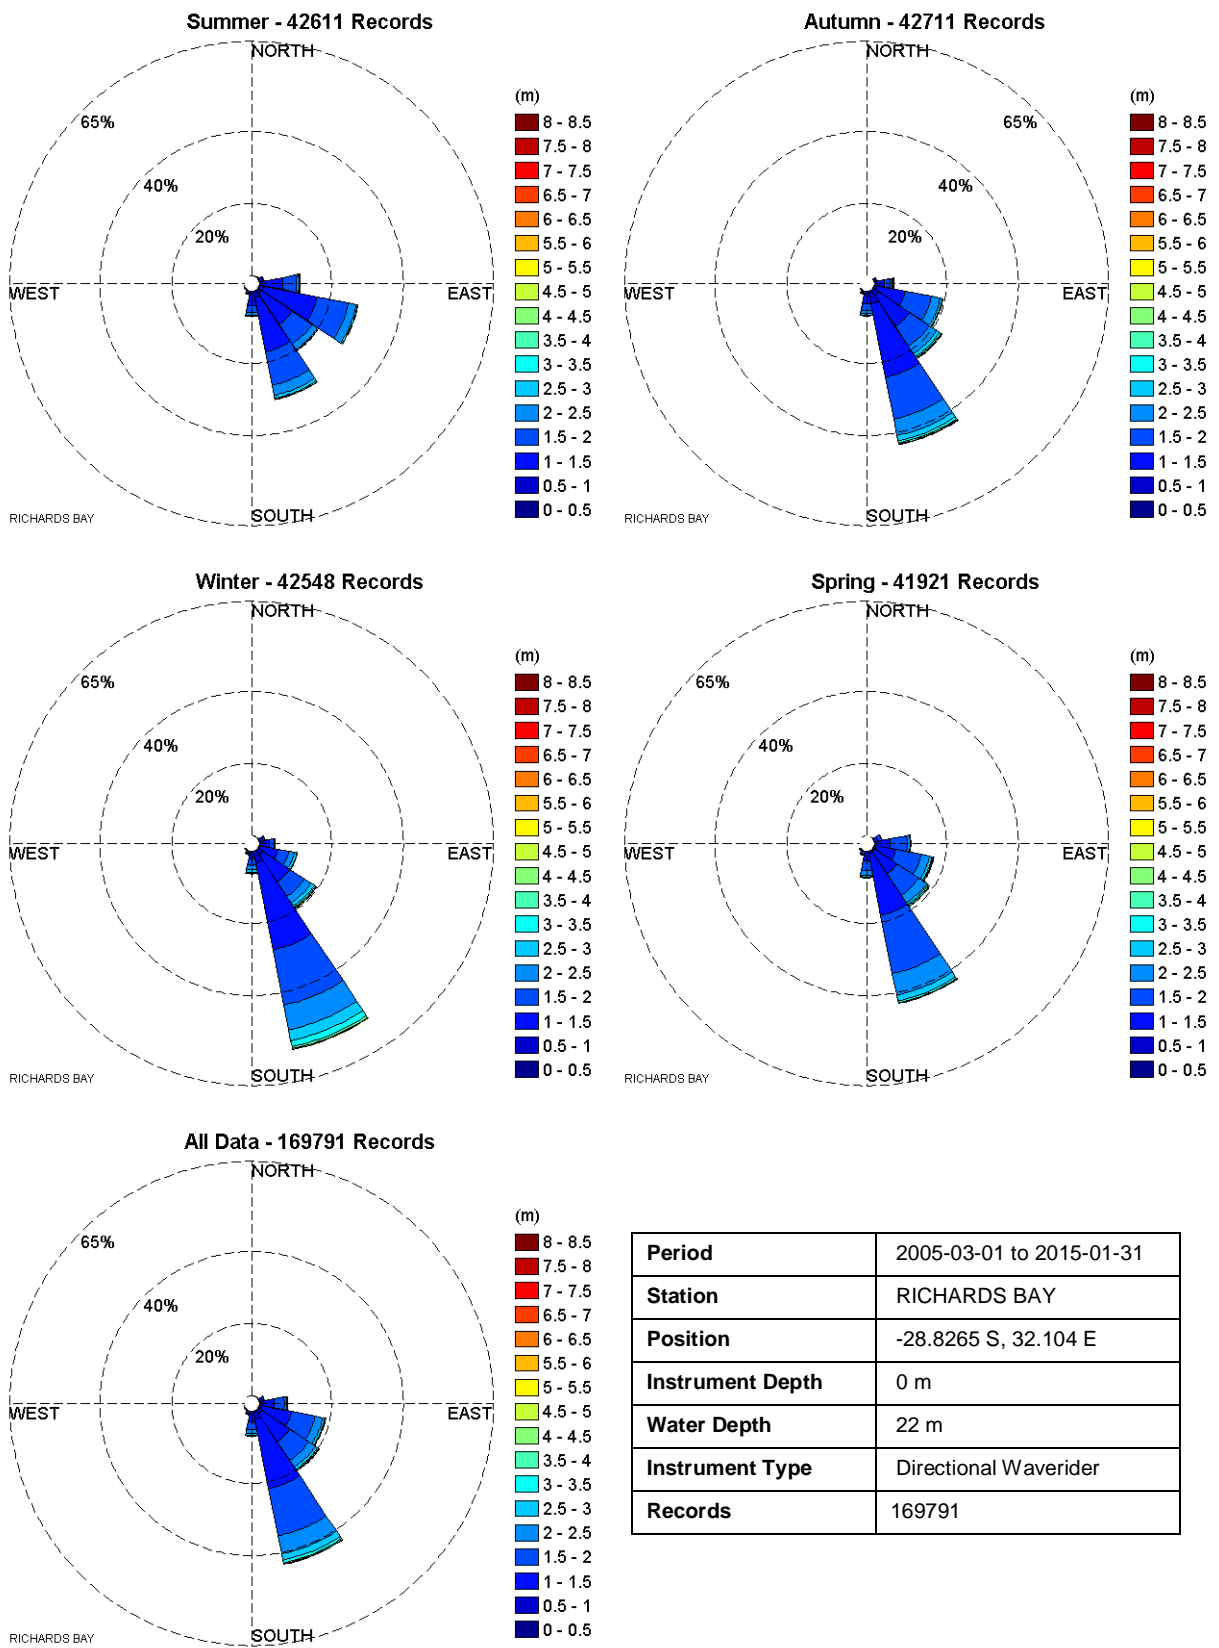 Summer - 42611 Records
NORTH
65%
40%
20%
WEST
EAST
SOUTH
RICHARDS BAY
(m)
8 - 8.5
7.5 - 8
7 - 7.5
6.5 - 7
6 - 6.5
5.5 - 6
5 - 5.5
4.5 - 5
4 - 4.5
3.5 - 4
3 - 3.5
2.5 - 3
2 - 2.5
1.5 - 2
1 - 1.5
0.5 - 1
0 - 0.5
Autumn - 42711 Records
NORTH
65%
40%
20%
WEST
EAST
SOUTH
RICHARDS BAY
(m)
8 - 8.5
7.5 - 8
7 - 7.5
6.5 - 7
6 - 6.5
5.5 - 6
5 - 5.5
4.5 - 5
4 - 4.5
3.5 - 4
3 - 3.5
2.5 - 3
2 - 2.5
1.5 - 2
1 - 1.5
0.5 - 1
0 - 0.5
Winter - 42548 Records
NORTH
65%
40%
20%
WEST
EAST
SOUTH
RICHARDS BAY
(m)
8 - 8.5
7.5 - 8
7 - 7.5
6.5 - 7
6 - 6.5
5.5 - 6
5 - 5.5
4.5 - 5
4 - 4.5
3.5 - 4
3 - 3.5
2.5 - 3
2 - 2.5
1.5 - 2
1 - 1.5
0.5 - 1
0 - 0.5
Spring - 41921 Records
NORTH
65%
40%
20%
WEST
EAST
SOUTH
RICHARDS BAY
(m)
8 - 8.5
7.5 - 8
7 - 7.5
6.5 - 7
6 - 6.5
5.5 - 6
5 - 5.5
4.5 - 5
4 - 4.5
3.5 - 4
3 - 3.5
2.5 - 3
2 - 2.5
1.5 - 2
1 - 1.5
0.5 - 1
0 - 0.5
All Data - 169791 Records
NORTH
65%
40%
20%
WEST
EAST
SOUTH
RICHARDS BAY
(m)
8 - 8.5
7.5 - 8
7 - 7.5
6.5 - 7
6 - 6.5
5.5 - 6
5 - 5.5
4.5 - 5
4 - 4.5
3.5 - 4
3 - 3.5
2.5 - 3
2 - 2.5
1.5 - 2
1 - 1.5
0.5 - 1
0 - 0.5
Period 2005-03-01 to 2015-01-31
Station RICHARDS BAY
Position -28.8265 S, 32.104 E
Instrument Depth 0 m
Water Depth 22 m
Instrument Type Directional Waverider
Records 169791